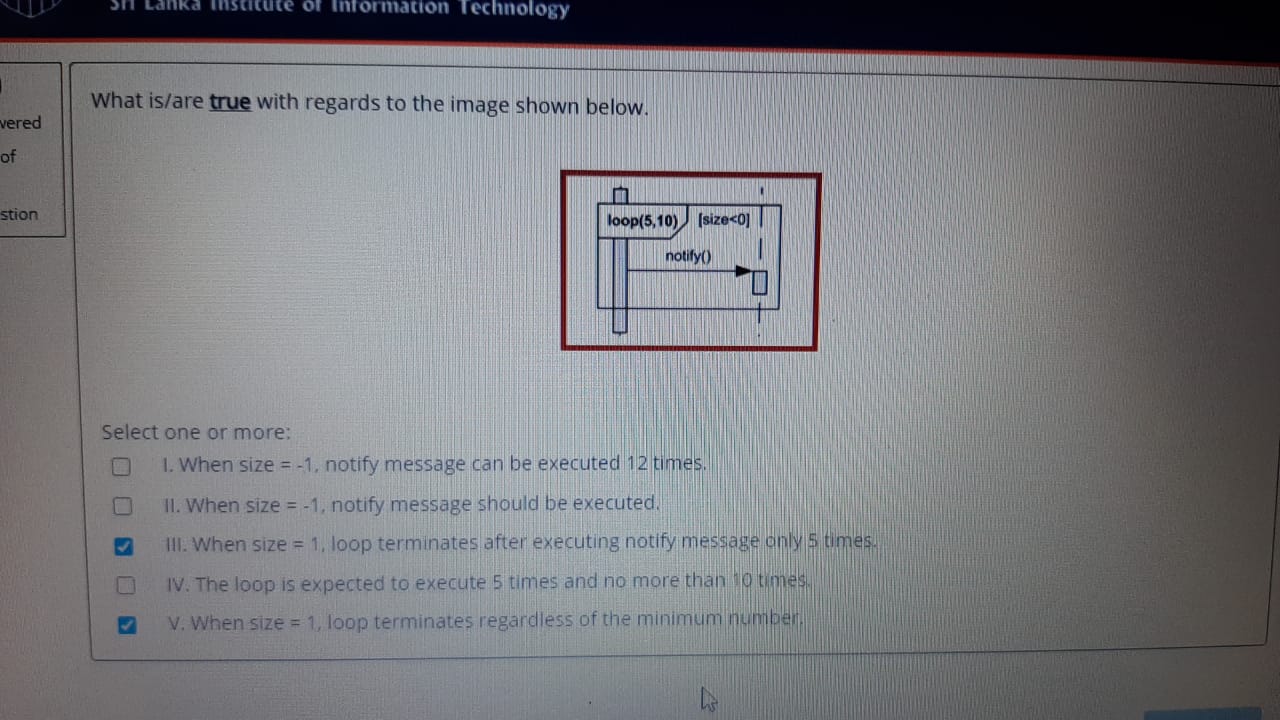 Sri Lanka Institute of Information Technology
vered
of
stion
What is/are true with regards to the image shown below.
loop(5,10) [size<0]
notify()
Select one or more:
I. When size = -1, notify message can be executed 12 times.
II. When size = -1, notify message should be executed.
III. When size = 1, loop terminates after executing notify message only 5 times.
IV. The loop is expected to execute 5 times and no more than 10 times.
V. When size = 1, loop terminates regardless of the minimum number.